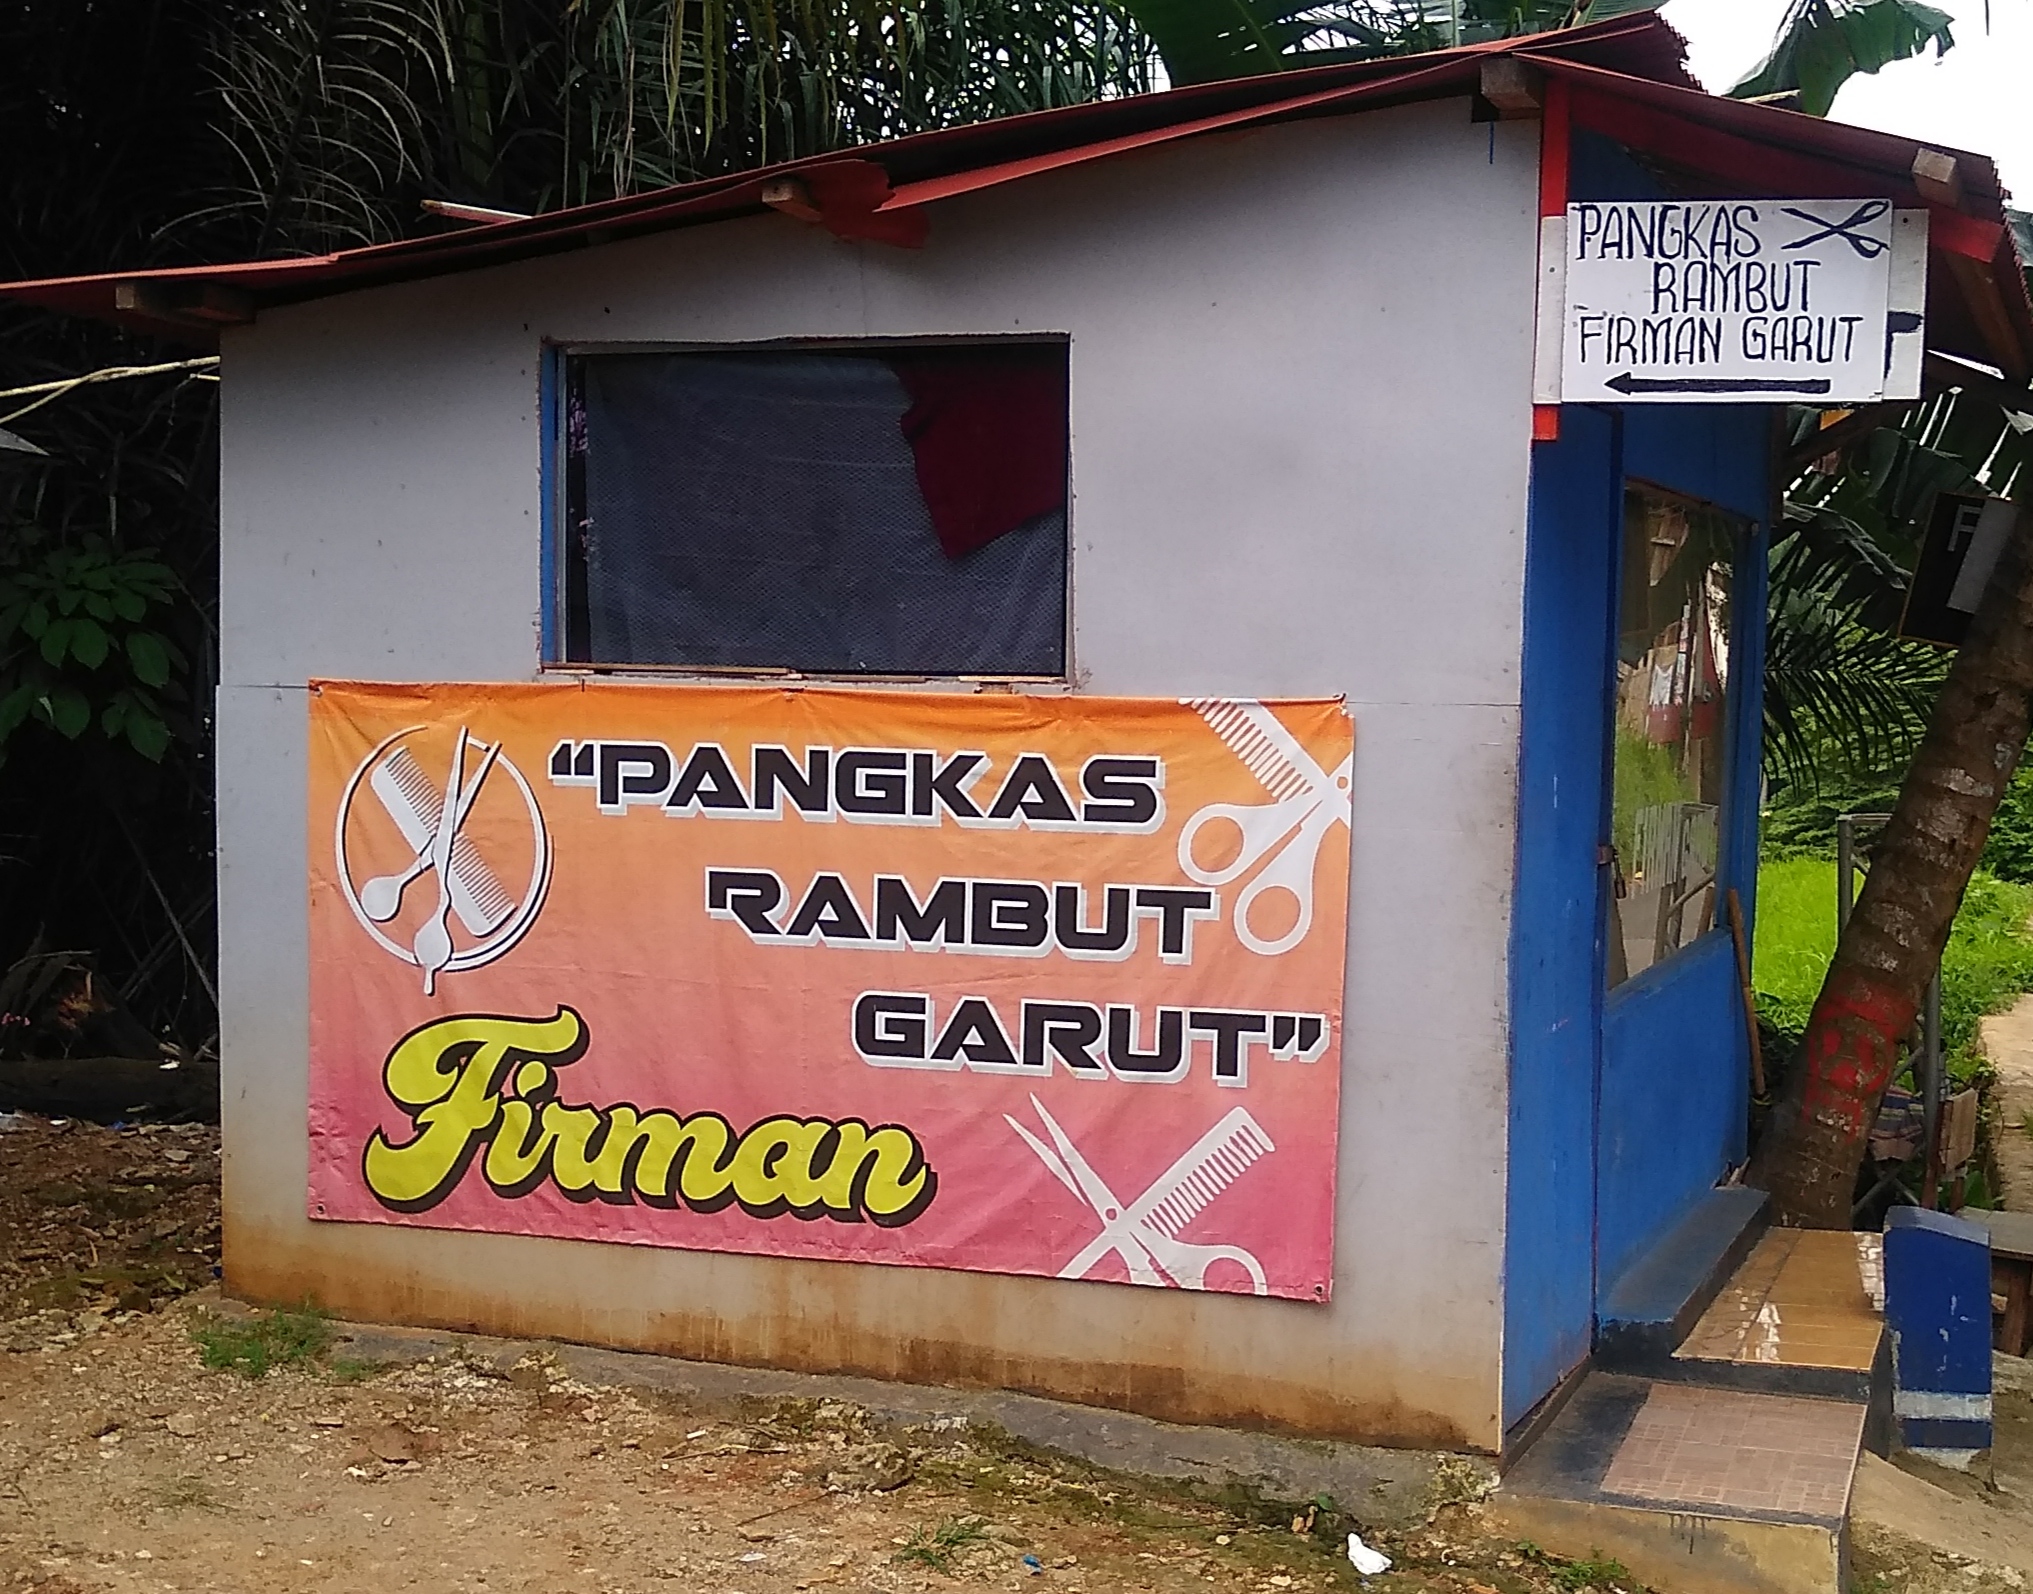 PANGKAS
RAMBUT
FIRMAN GARUT
“PANGKAS
RAMBUT
GARUT”
Firman